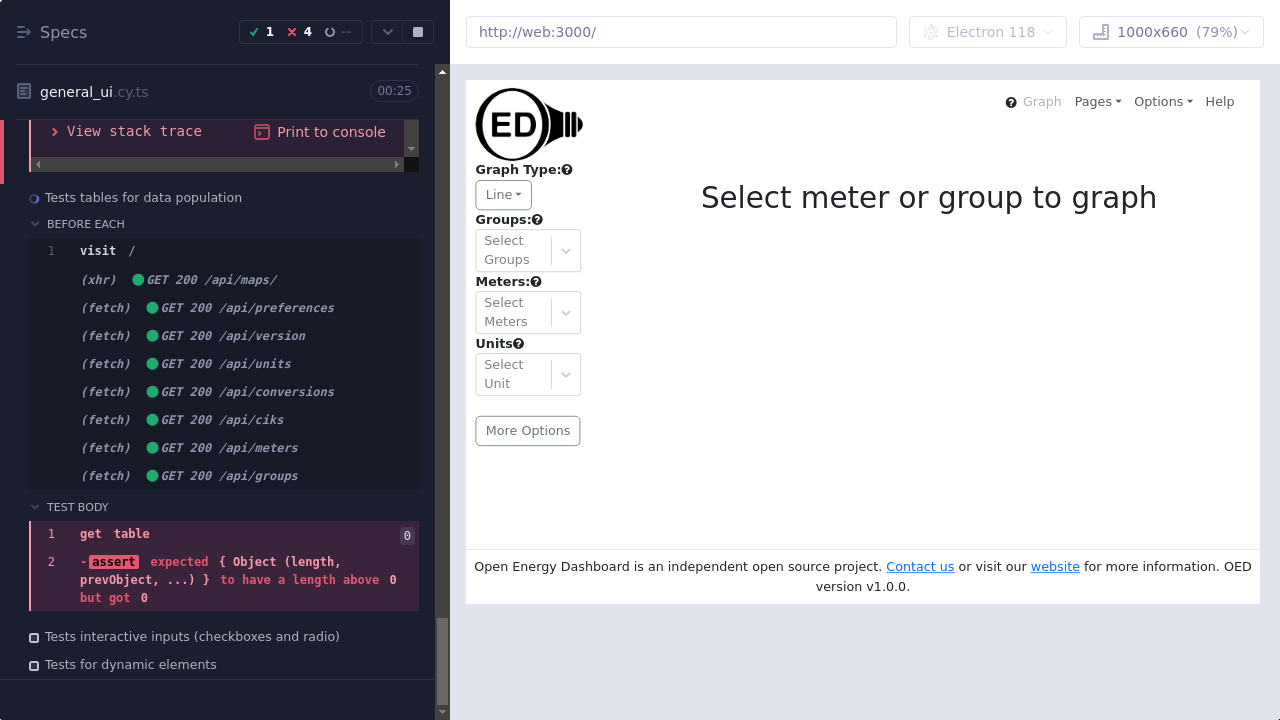 Specs
1
4
--
general_ui.cy.ts
00:25
View stack trace
Print to console
Tests tables for data population
BEFORE EACH
1 visit /
(xhr) GET 200 /api/maps/
(fetch) GET 200 /api/preferences
(fetch) GET 200 /api/version
(fetch) GET 200 /api/units
(fetch) GET 200 /api/conversions
(fetch) GET 200 /api/ciks
(fetch) GET 200 /api/meters
(fetch) GET 200 /api/groups
TEST BODY
1 get table 0
2 -assert expected { Object (length,
prevObject, ...) } to have a length above 0
but got 0
Tests interactive inputs (checkboxes and radio)
Tests for dynamic elements
http://web:3000/
Electron 118
1000x660 (79%)
ED
Graph Pages Options Help
Graph Type:
Line
Groups:
Select
Groups
Meters:
Select
Meters
Units
Select
Unit
More Options
Select meter or group to graph
Open Energy Dashboard is an independent open source project. Contact us or visit our website for more information. OED
version v1.0.0.